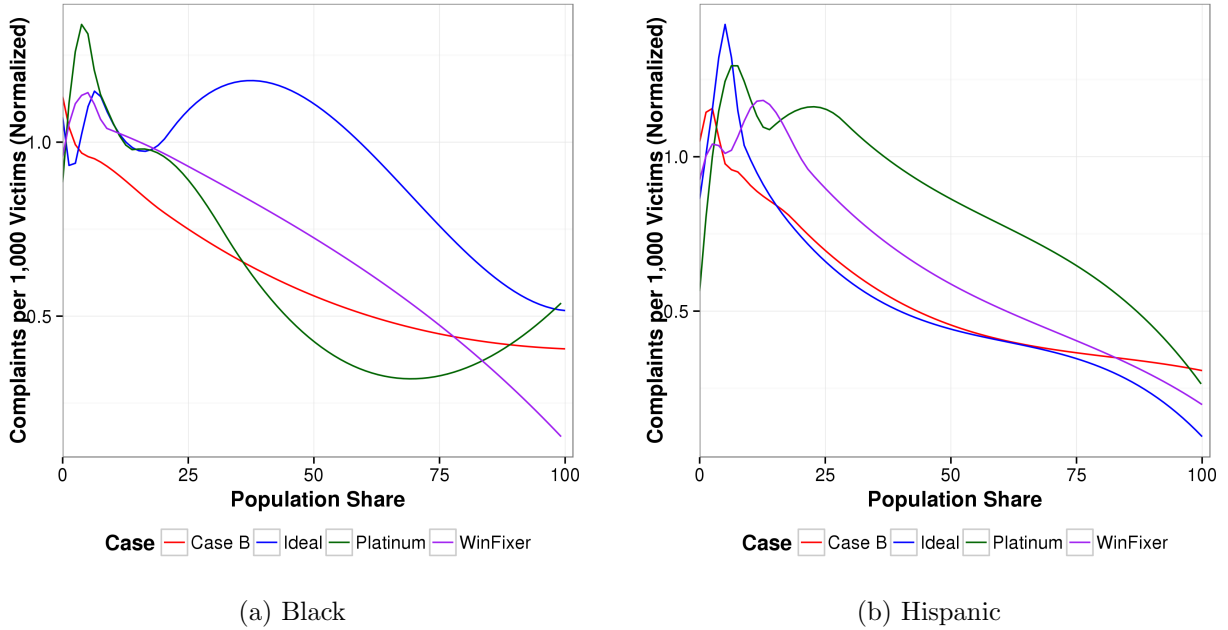 Complaints per 1,000 Victims (Normalized)
1.0
0.5
0 25 50 75 100
Population Share
Case Case B Ideal Platinum WinFixer
(a) Black
Complaints per 1,000 Victims (Normalized)
1.0
0.5
0 25 50 75 100
Population Share
Case Case B Ideal Platinum WinFixer
(b) Hispanic